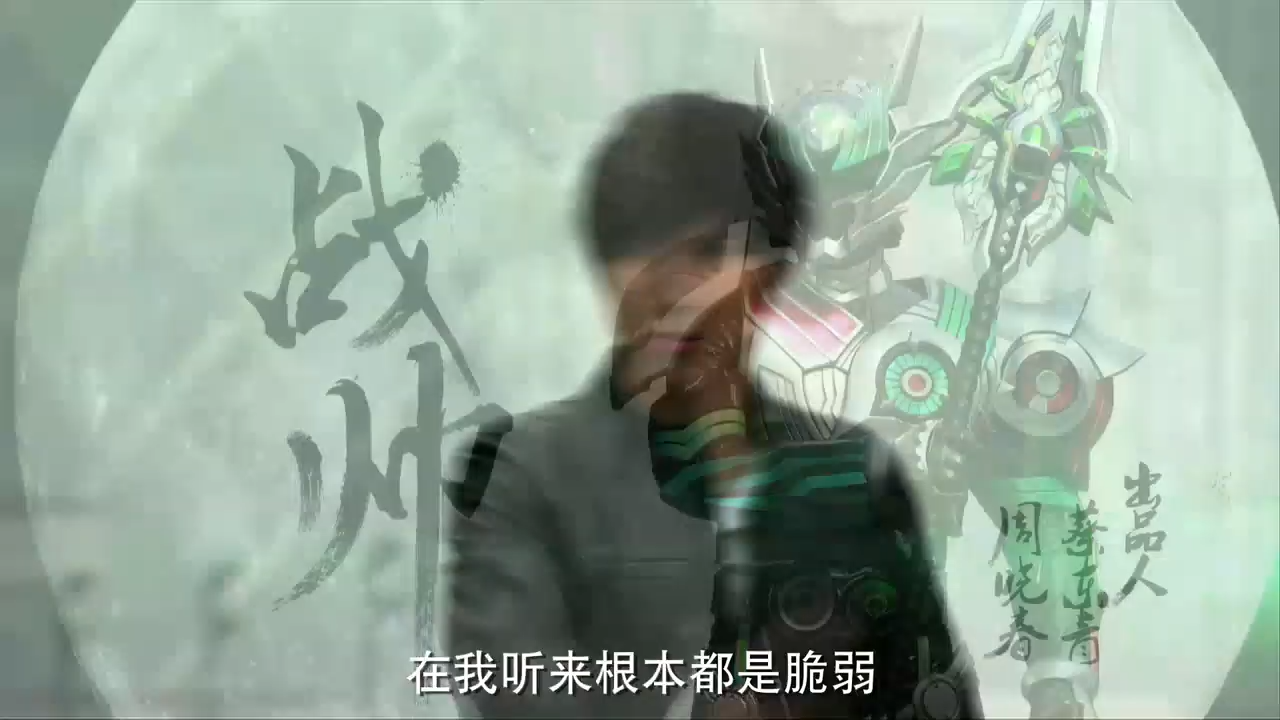 战帅
出品人
蔡东青
周晓春
在我听来根本都是脆弱